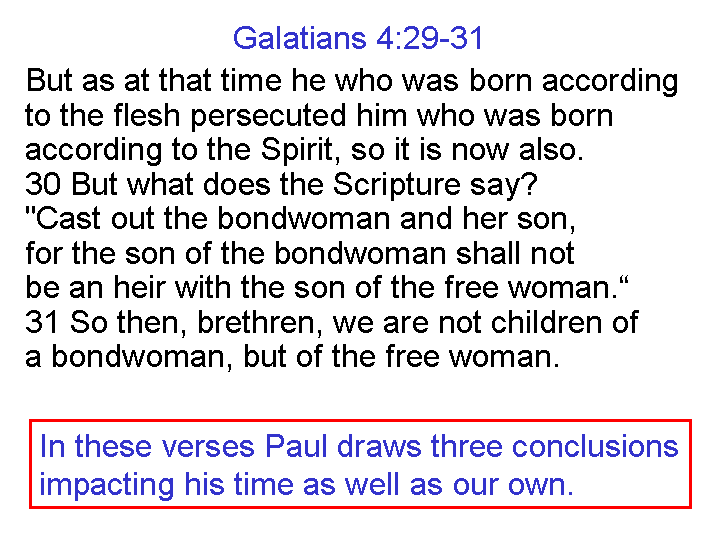 Galatians 4:29-31
But as at that time he who was born according
to the flesh persecuted him who was born
according to the Spirit, so it is now also.
30 But what does the Scripture say?
"Cast out the bondwoman and her son,
for the son of the bondwoman shall not
be an heir with the son of the free woman.“
31 So then, brethren, we are not children of
a bondwoman, but of the free woman.
In these verses Paul draws three conclusions
impacting his time as well as our own.